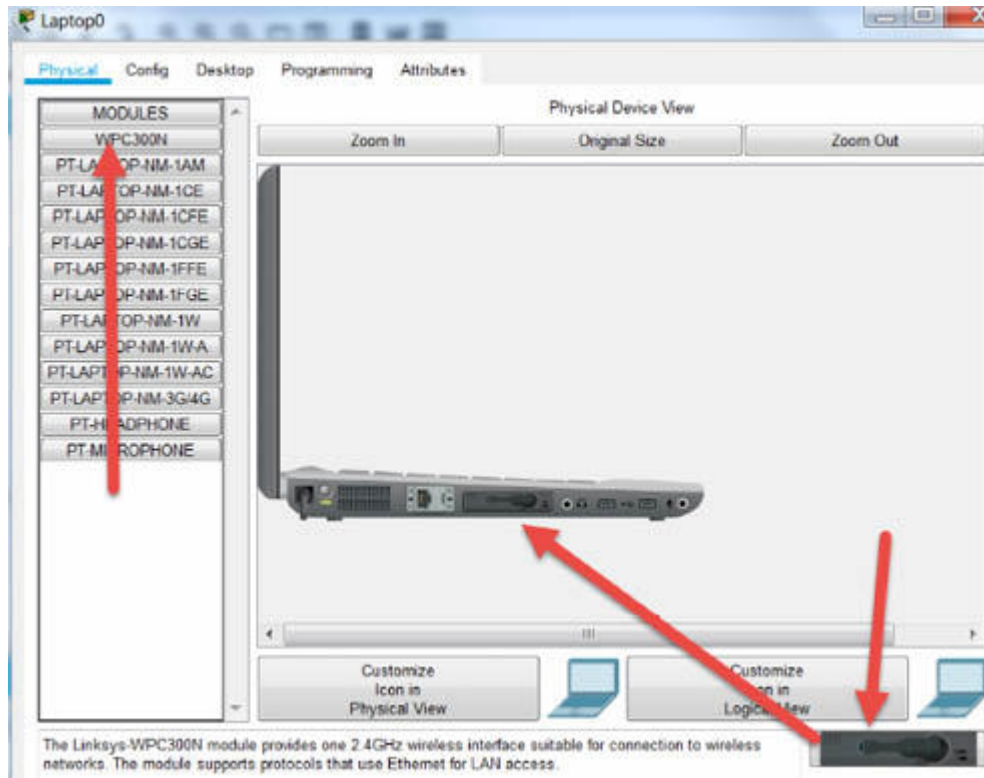 Laptop0
Physical Config Desktop Programming Attributes
MODULES
WPC300N
PT-LAPTOP-NM-1AM
PT-LAPTOP-NM-1CE
PT-LAPTOP-NM-1CFE
PT-LAPTOP-NM-1CGE
PT-LAPTOP-NM-1FFE
PT-LAPTOP-NM-1FGE
PT-LAPTOP-NM-1W
PT-LAPTOP-NM-1W-A
PT-LAPTOP-NM-1W-AC
PT-LAPTOP-NM-3G/4G
PT-HEADPHONE
PT-MICROPHONE
Physical Device View
Zoom In Original Size Zoom Out
Customize
Icon in
Physical View
Customize
Icon in
Logical View
The Linksys-WPC300N module provides one 2.4GHz wireless interface suitable for connection to wireless
networks. The module supports protocols that use Ethernet for LAN access.